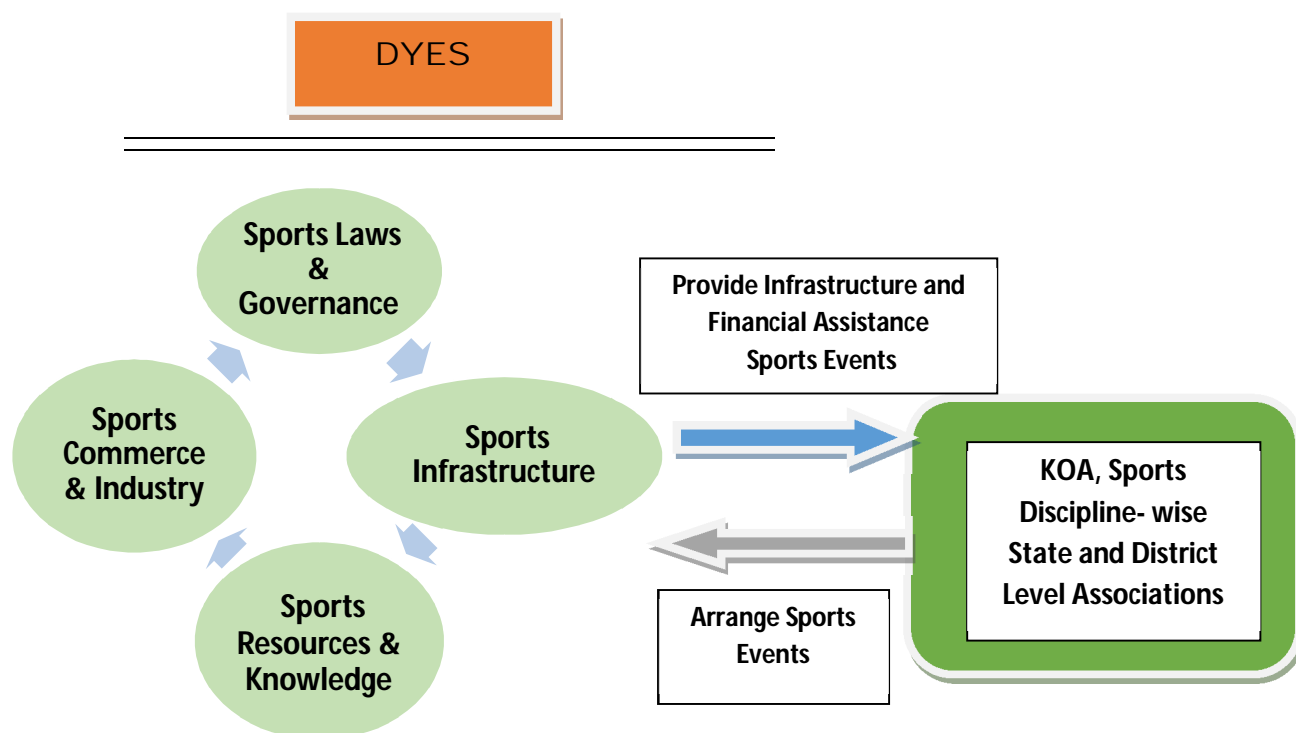 DYES
Sports Laws
&
Governance
Provide Infrastructure and
Financial Assistance
Sports Events
Sports
Commerce
& Industry
Sports
Infrastructure
KOA, Sports
Discipline- wise
State and District
Level Associations
Sports
Resources &
Knowledge
Arrange Sports
Events